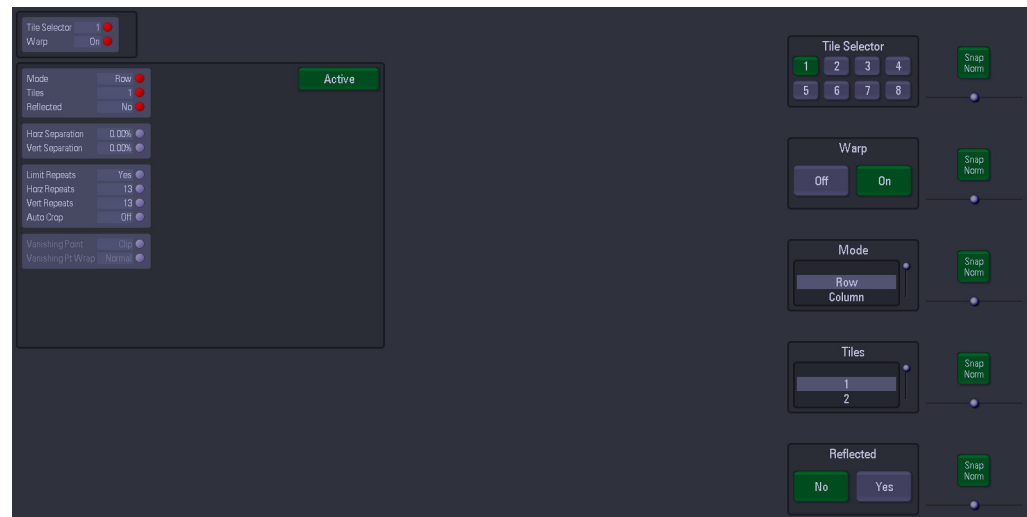 Tile Selector 1
Warp On
Active
Mode Row
Tiles 1
Reflected No
Horz Separation 0.00%
Vert Separation 0.00%
Limit Repeats Yes
Horz Repeats 13
Vert Repeats 13
Auto Crop Off
Vanishing Point Clip
Vanishing Pt Wrap Normal
Tile Selector
1 2 3 4
5 6 7 8
Snap
Norm
Warp
Off On
Snap
Norm
Mode
Row
Column
Snap
Norm
Tiles
1
2
Snap
Norm
Reflected
No Yes
Snap
Norm